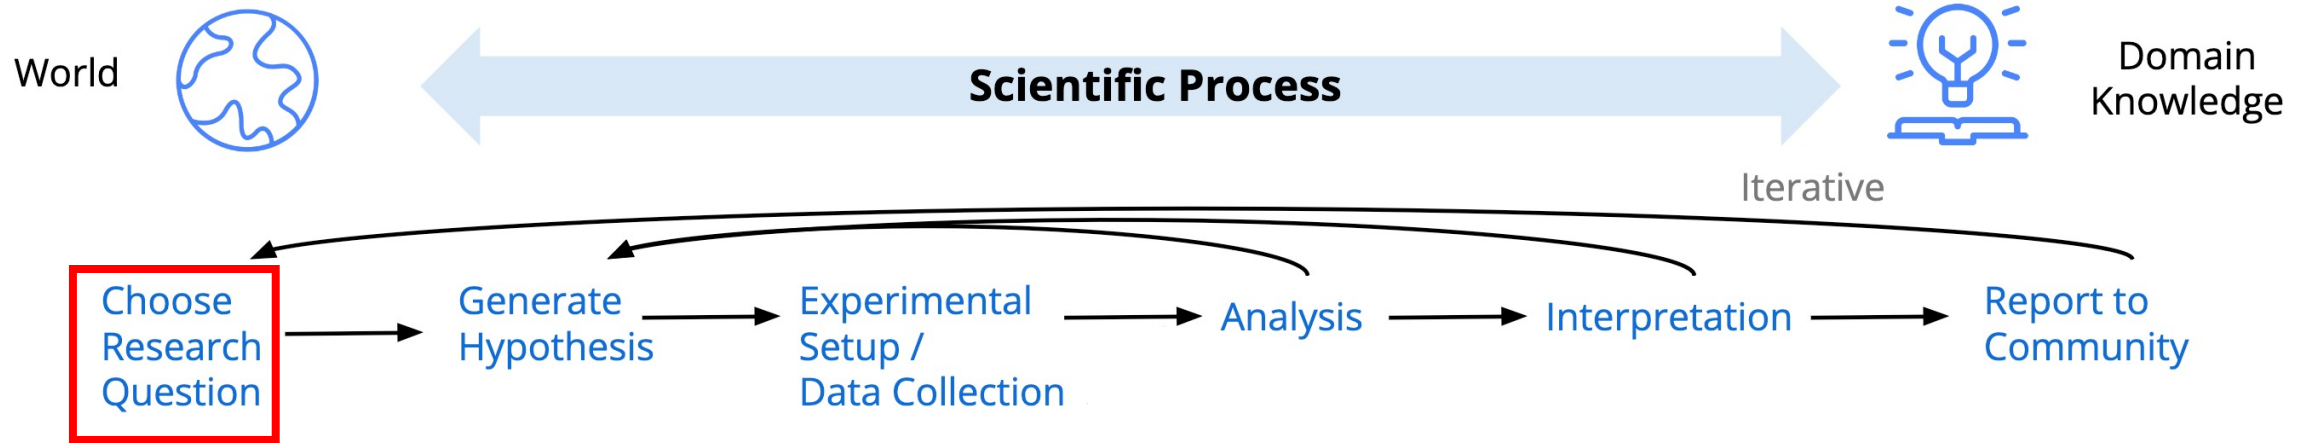 World
Scientific Process
Domain
Knowledge
Iterative
Choose
Research
Question
Generate
Hypothesis
Experimental
Setup /
Data Collection
Analysis
Interpretation
Report to
Community